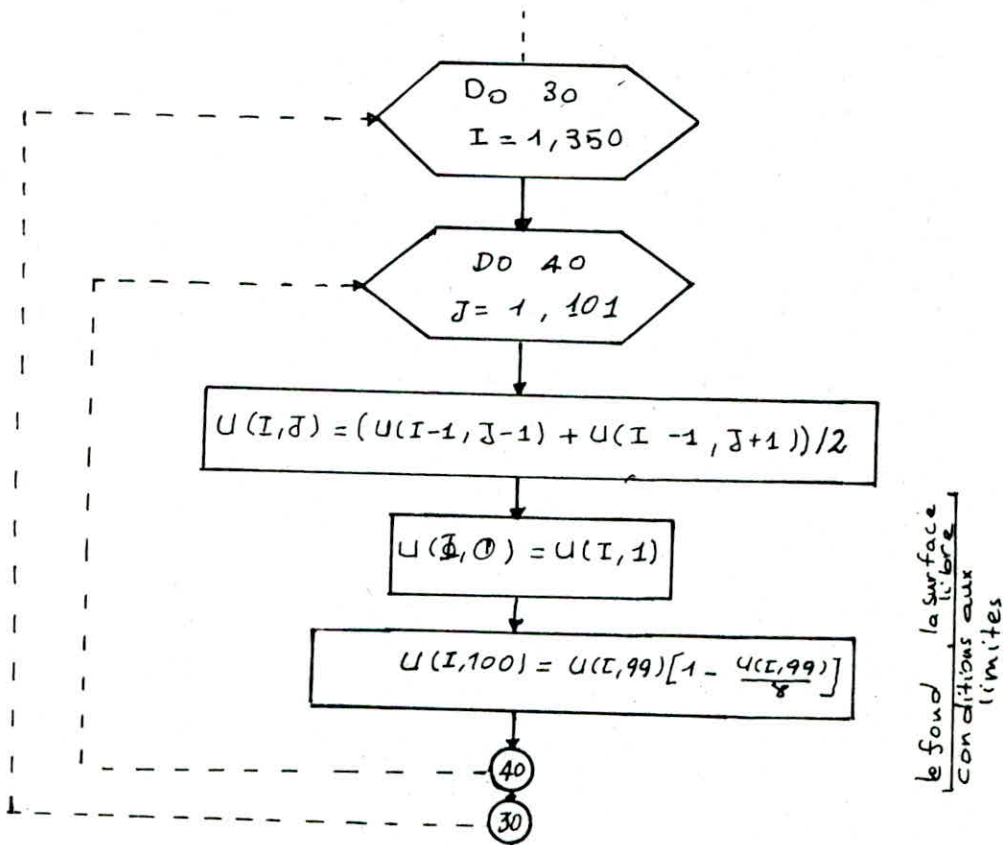 Do 30
I = 1, 350
DO 40
J = 1, 101
U(I,J) = (U(I-1, J-1) + U(I -1, J+1))/2
U(I, 0) = U(I, 1)
U(I,100) = U(I,99)[1 - U(I,99)/γ]
40
30
le fond la surface libre
conditions aux
limites